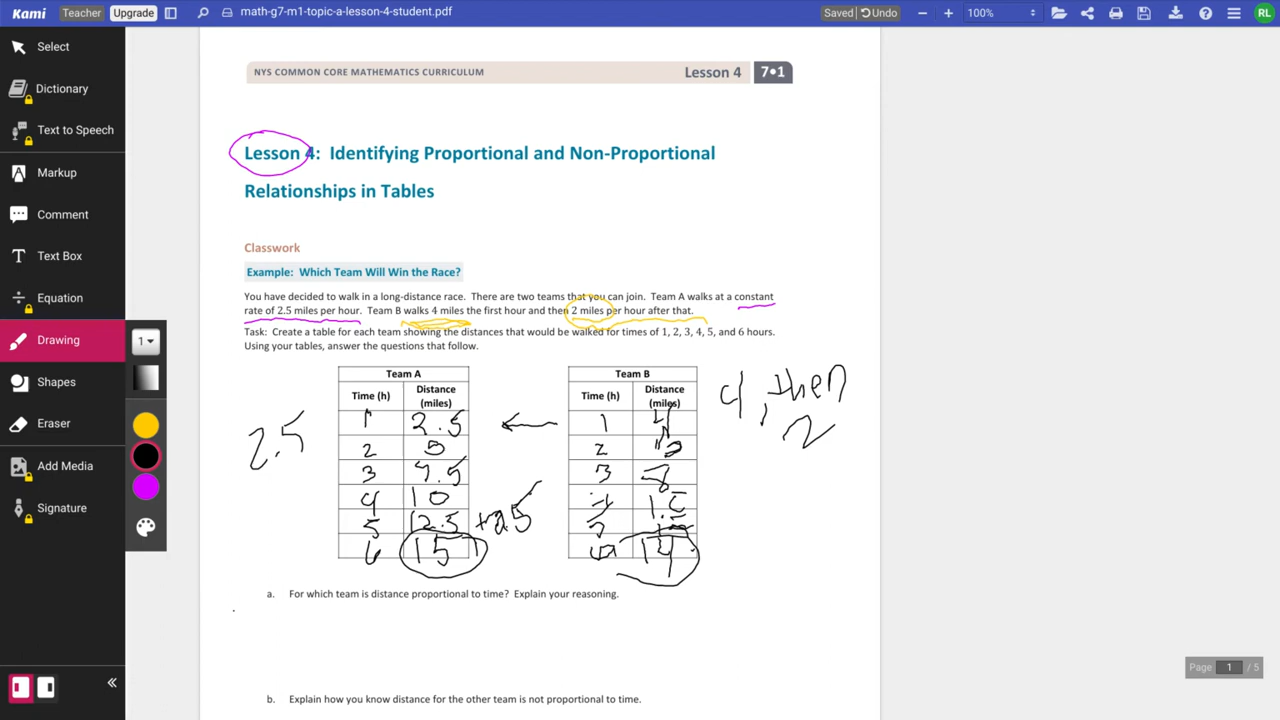 Kami Teacher Upgrade math-g7-m1-topic-a-lesson-4-student.pdf Saved Undo 100% RL
Select
Dictionary
Text to Speech
Markup
Comment
Text Box
Equation
Drawing
1
Shapes
Eraser
Add Media
Signature
NYS COMMON CORE MATHEMATICS CURRICULUM Lesson 4 7•1
Lesson 4: Identifying Proportional and Non-Proportional
Relationships in Tables
Classwork
Example: Which Team Will Win the Race?
You have decided to walk in a long-distance race. There are two teams that you can join. Team A walks at a constant
rate of 2.5 miles per hour. Team B walks 4 miles the first hour and then 2 miles per hour after that.
Task: Create a table for each team showing the distances that would be walked for times of 1, 2, 3, 4, 5, and 6 hours.
Using your tables, answer the questions that follow.
Team A Team B
Time (h) Distance (miles) Time (h) Distance (miles)
4, then
2
2.5
1 2.5 1 4
2 5 2
3 7.5 3 8
4 10
5 12.5 +2.5
6 15 14
a. For which team is distance proportional to time? Explain your reasoning.
b. Explain how you know distance for the other team is not proportional to time.
Page 1 / 5